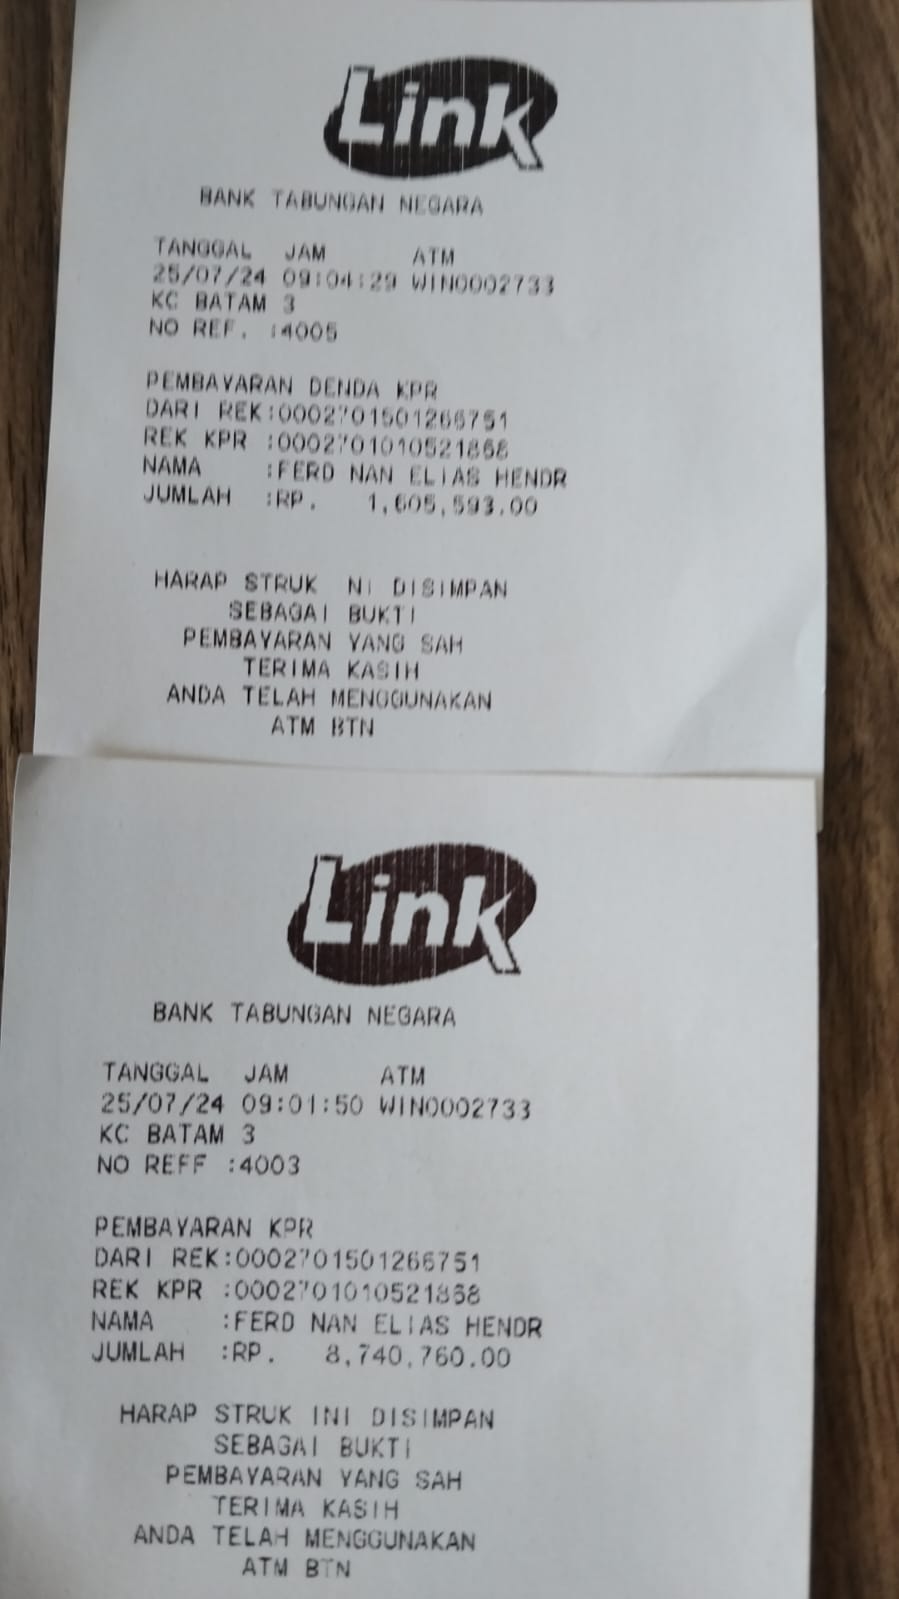 Link
BANK TABUNGAN NEGARA
TANGGAL JAM ATM
25/07/24 09:04:29 WIN0002733
KC BATAM 3
NO REF. :4005
PEMBAYARAN DENDA KPR
DARI REK:0002701501266751
REK KPR :0002701010521868
NAMA :FERD NAN ELIAS HENDR
JUMLAH :RP. 1,605,593.00
HARAP STRUK NI DISIMPAN
SEBAGAI BUKTI
PEMBAYARAN YANG SAH
TERIMA KASIH
ANDA TELAH MENGGUNAKAN
ATM BTN
Link
BANK TABUNGAN NEGARA
TANGGAL JAM ATM
25/07/24 09:01:50 WIN0002733
KC BATAM 3
NO REFF :4003
PEMBAYARAN KPR
DARI REK:0002701501266751
REK KPR :0002701010521868
NAMA :FERD NAN ELIAS HENDR
JUMLAH :RP. 8,740,760.00
HARAP STRUK INI DISIMPAN
SEBAGAI BUKTI
PEMBAYARAN YANG SAH
TERIMA KASIH
ANDA TELAH MENGGUNAKAN
ATM BTN